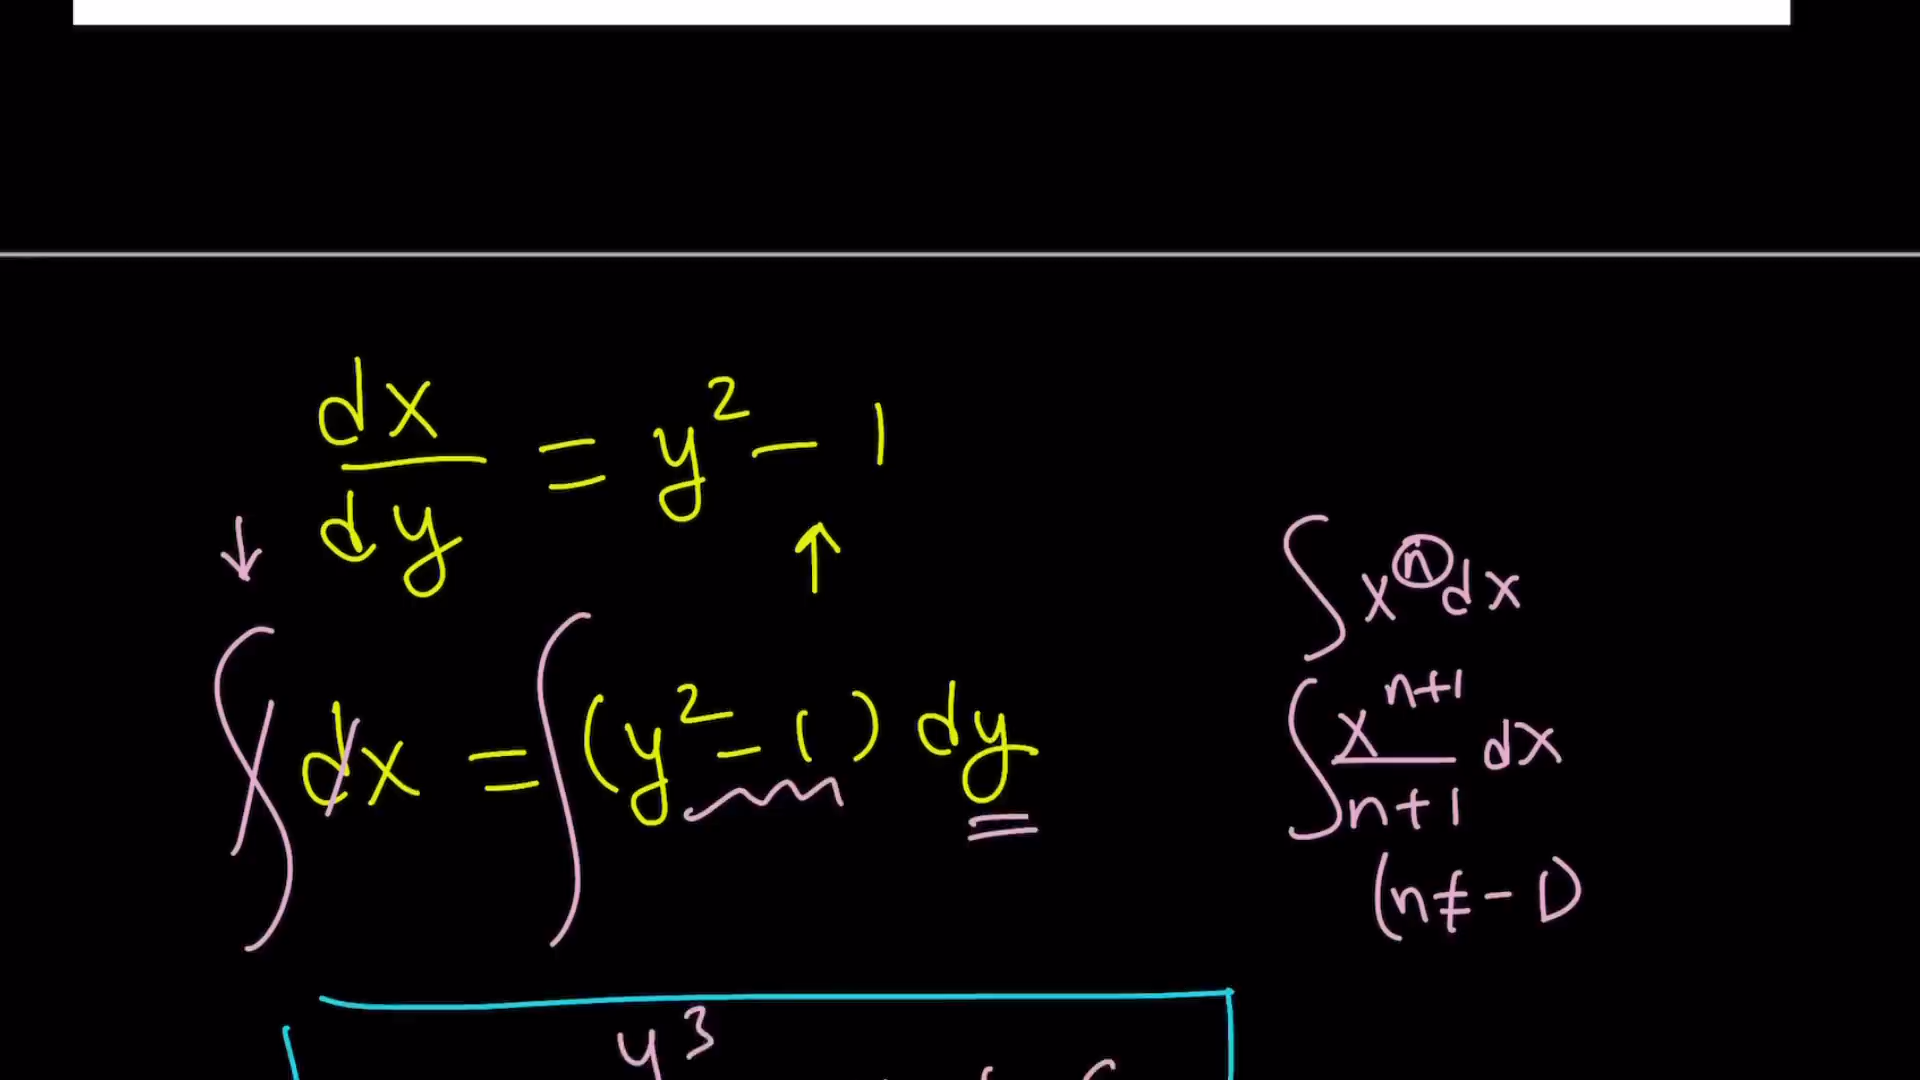 dx/dy = y² - 1
∫ dx = ∫ (y² - 1) dy
∫ xⁿ dx
∫ xⁿ⁺¹/n+1 dx
(n ≠ -1)
y³